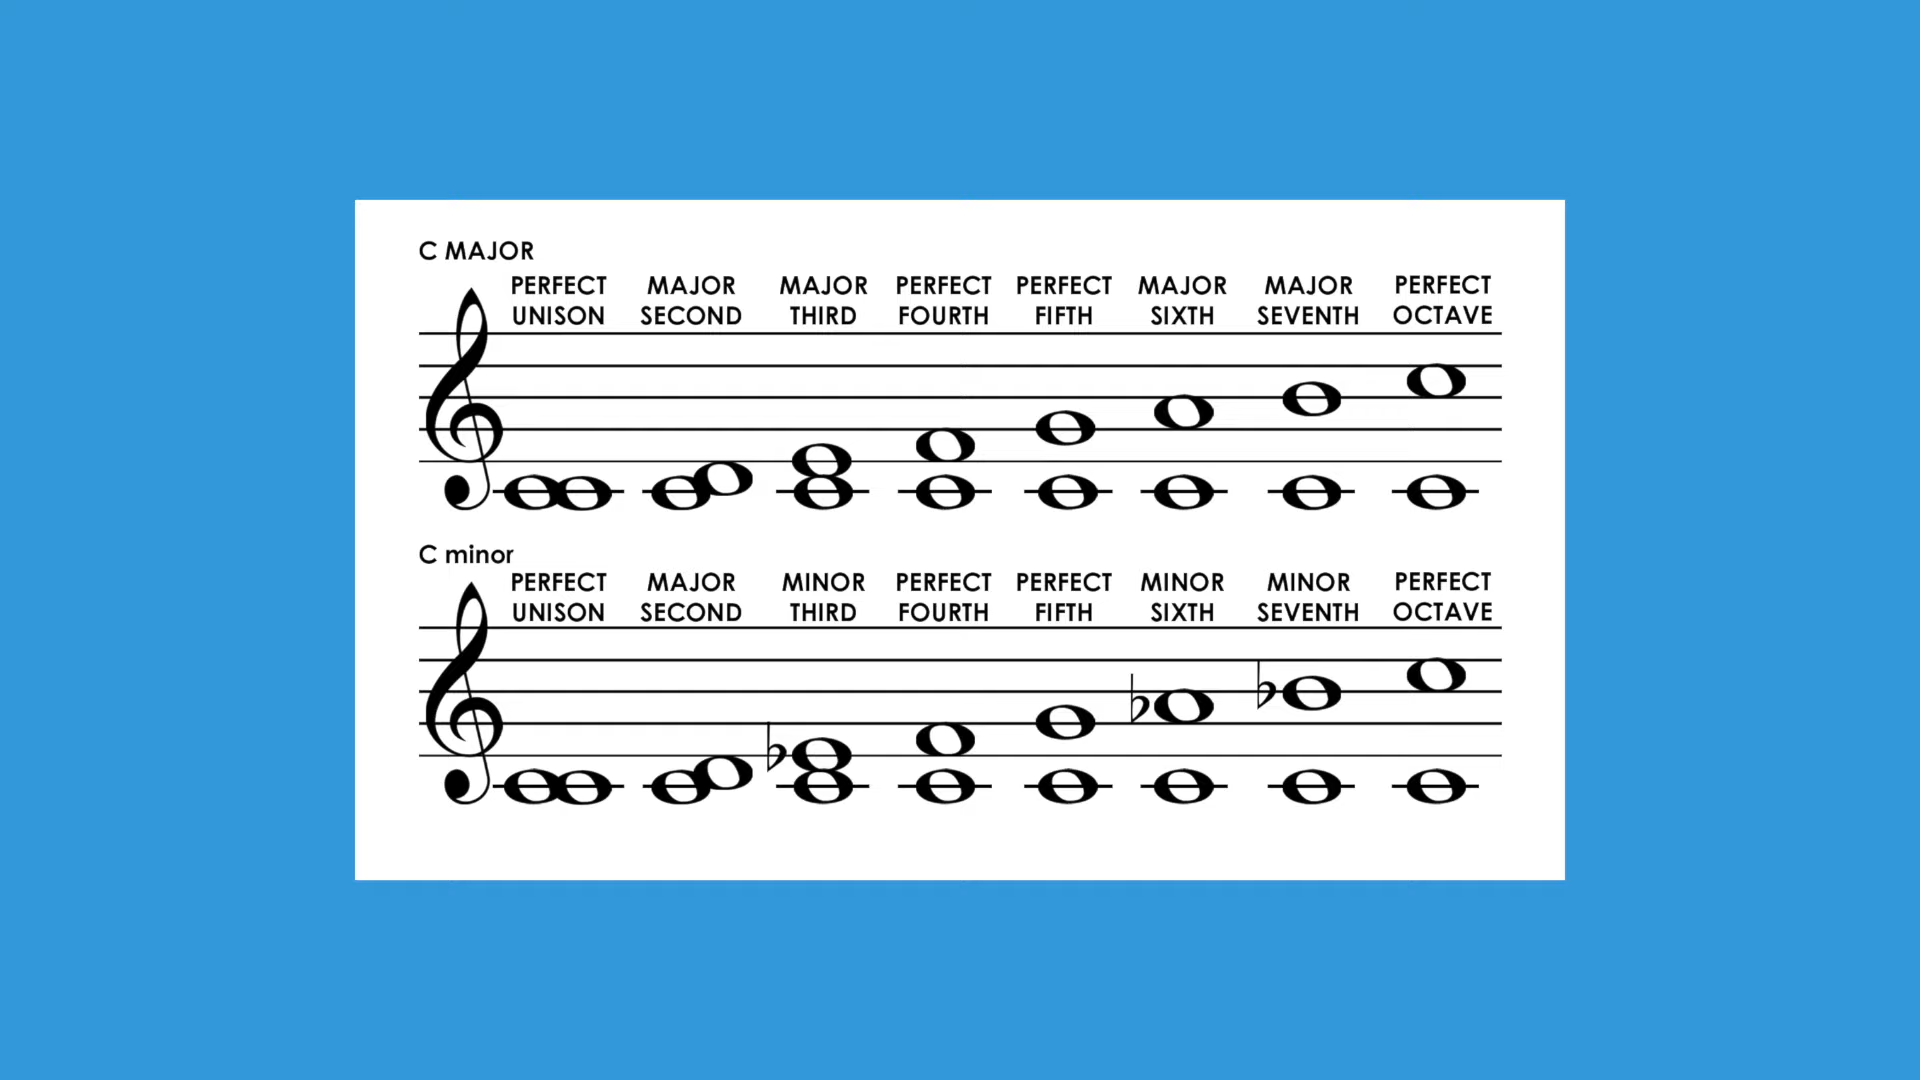 C MAJOR
PERFECT MAJOR MAJOR PERFECT PERFECT MAJOR MAJOR PERFECT
UNISON SECOND THIRD FOURTH FIFTH SIXTH SEVENTH OCTAVE
C minor
PERFECT MAJOR MINOR PERFECT PERFECT MINOR MINOR PERFECT
UNISON SECOND THIRD FOURTH FIFTH SIXTH SEVENTH OCTAVE